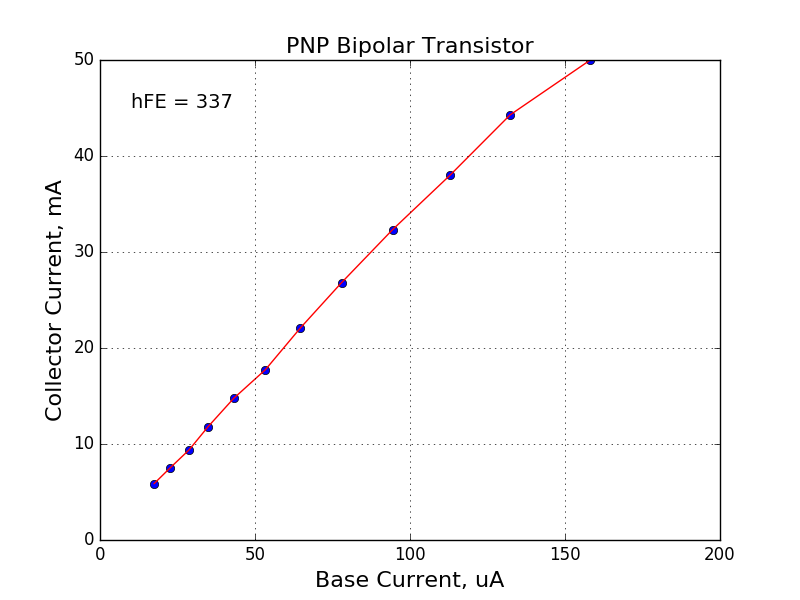 PNP Bipolar Transistor
hFE = 337
50
40
30
20
10
0
Collector Current, mA
0 50 100 150 200
Base Current, uA